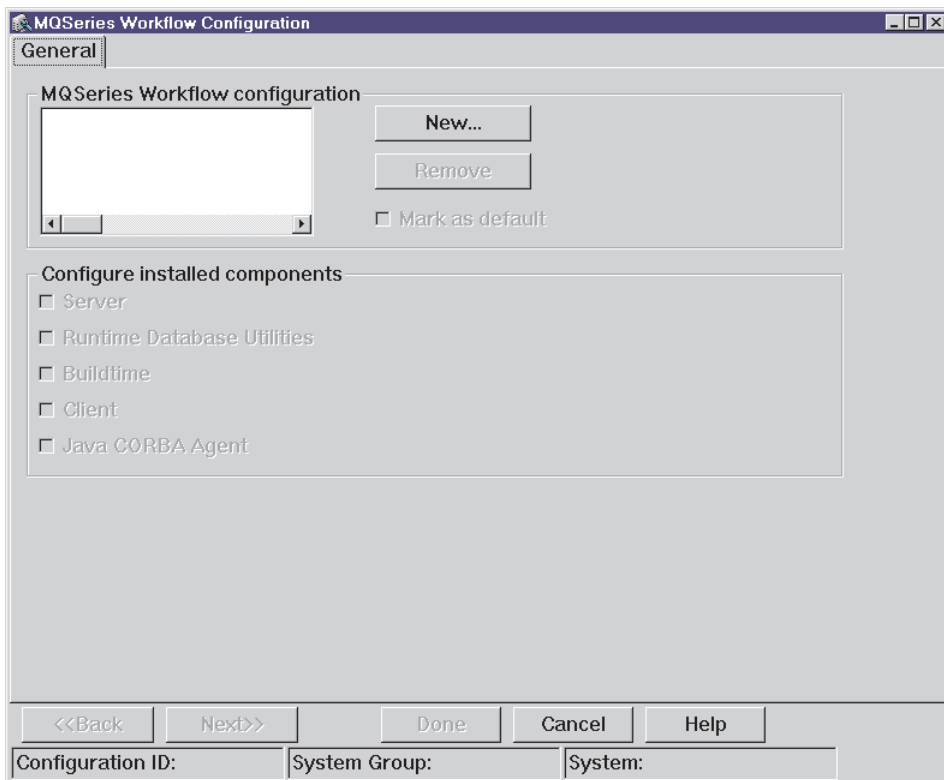 MQSeries Workflow Configuration
General
MQSeries Workflow configuration
New...
Remove
Mark as default
Configure installed components
Server
Runtime Database Utilities
Buildtime
Client
Java CORBA Agent
<<Back Next>> Done Cancel Help
Configuration ID: System Group: System: